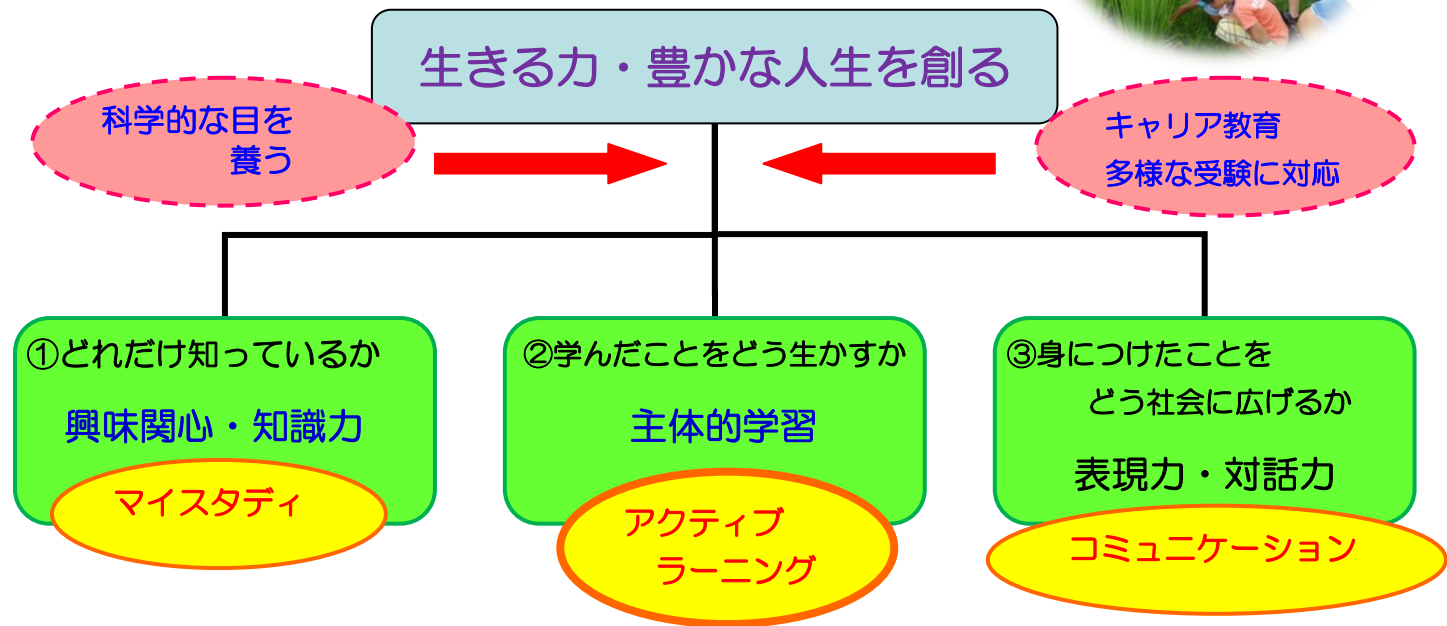 生きる力・豊かな人生を創る
科学的な目を
養う
キャリア教育
多様な受験に対応
①どれだけ知っているか
興味関心・知識力
マイスタディ
②学んだことをどう生かすか
主体的学習
アクティブ
ラーニング
③身につけたことを
どう社会に広げるか
表現力・対話力
コミュニケーション